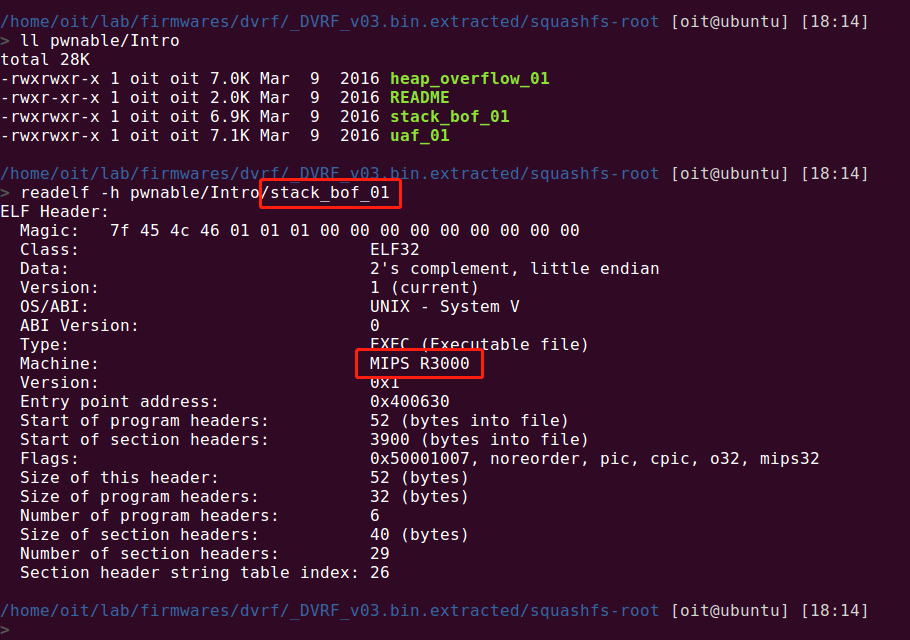 /home/oit/lab/firmwares/dvrf/_DVRF_v03.bin.extracted/squashfs-root [oit@ubuntu] [18:14]
> ll pwnable/Intro
total 28K
-rwxrwxr-x 1 oit oit 7.0K Mar  9  2016 heap_overflow_01
-rwxrwxr-x 1 oit oit 2.0K Mar  9  2016 README
-rwxrwxr-x 1 oit oit 6.9K Mar  9  2016 stack_bof_01
-rwxrwxr-x 1 oit oit 7.1K Mar  9  2016 uaf_01
/home/oit/lab/firmwares/dvrf/_DVRF_v03.bin.extracted/squashfs-root [oit@ubuntu] [18:14]
> readelf -h pwnable/Intro/stack_bof_01
ELF Header:
  Magic:   7f 45 4c 46 01 01 01 00 00 00 00 00 00 00 00 00
  Class:                             ELF32
  Data:                              2's complement, little endian
  Version:                           1 (current)
  OS/ABI:                            UNIX - System V
  ABI Version:                       0
  Type:                              EXEC (Executable file)
  Machine:                           MIPS R3000
  Version:                           0x1
  Entry point address:               0x400630
  Start of program headers:          52 (bytes into file)
  Start of section headers:          3900 (bytes into file)
  Flags:                             0x50001007, noreorder, pic, cpic, o32, mips32
  Size of this header:               52 (bytes)
  Size of program headers:           32 (bytes)
  Number of program headers:         6
  Size of section headers:           40 (bytes)
  Number of section headers:         29
  Section header string table index: 26
/home/oit/lab/firmwares/dvrf/_DVRF_v03.bin.extracted/squashfs-root [oit@ubuntu] [18:14]
>